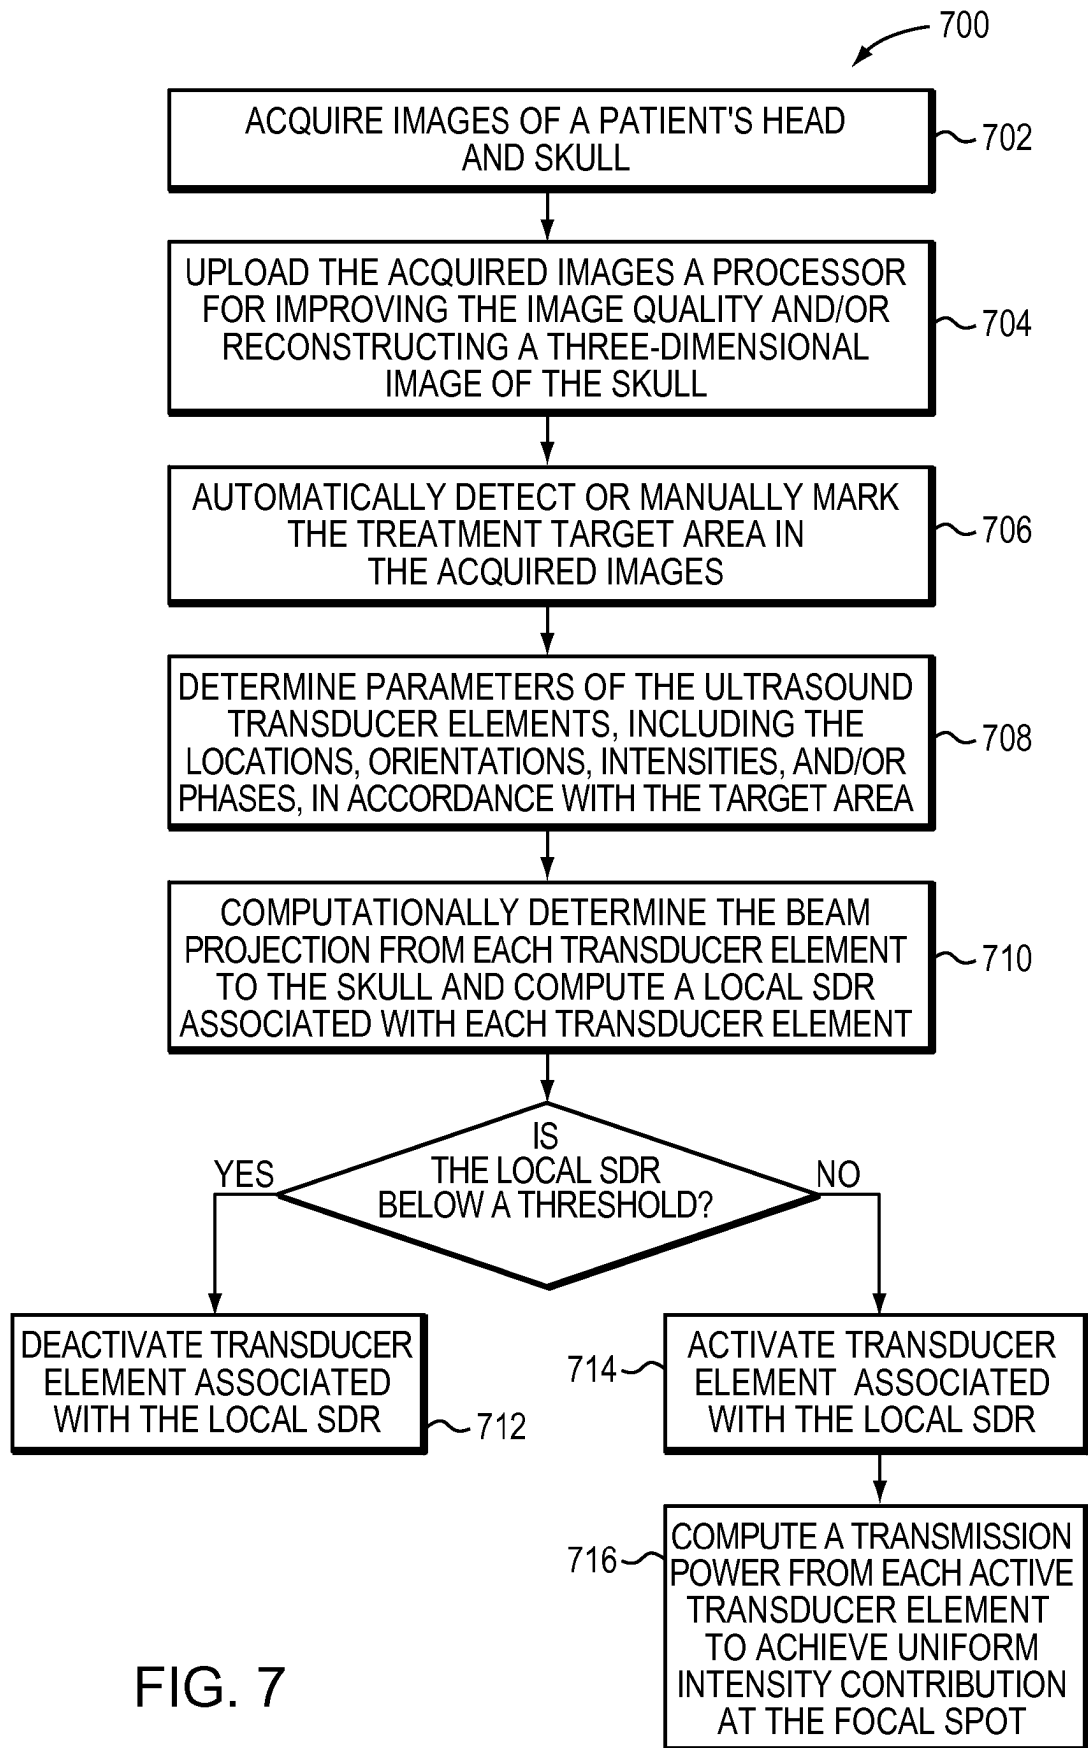 700
ACQUIRE IMAGES OF A PATIENT'S HEAD
AND SKULL
702
UPLOAD THE ACQUIRED IMAGES A PROCESSOR
FOR IMPROVING THE IMAGE QUALITY AND/OR
RECONSTRUCTING A THREE-DIMENSIONAL
IMAGE OF THE SKULL
704
AUTOMATICALLY DETECT OR MANUALLY MARK
THE TREATMENT TARGET AREA IN
THE ACQUIRED IMAGES
706
DETERMINE PARAMETERS OF THE ULTRASOUND
TRANSDUCER ELEMENTS, INCLUDING THE
LOCATIONS, ORIENTATIONS, INTENSITIES, AND/OR
PHASES, IN ACCORDANCE WITH THE TARGET AREA
708
COMPUTATIONALLY DETERMINE THE BEAM
PROJECTION FROM EACH TRANSDUCER ELEMENT
TO THE SKULL AND COMPUTE A LOCAL SDR
ASSOCIATED WITH EACH TRANSDUCER ELEMENT
710
IS
THE LOCAL SDR
BELOW A THRESHOLD?
YES
NO
DEACTIVATE TRANSDUCER
ELEMENT ASSOCIATED
WITH THE LOCAL SDR
712
714
ACTIVATE TRANSDUCER
ELEMENT ASSOCIATED
WITH THE LOCAL SDR
716
COMPUTE A TRANSMISSION
POWER FROM EACH ACTIVE
TRANSDUCER ELEMENT
TO ACHIEVE UNIFORM
INTENSITY CONTRIBUTION
AT THE FOCAL SPOT
FIG. 7